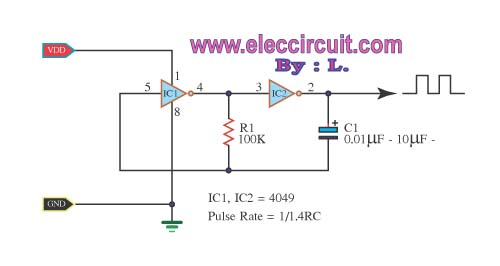 www.eleccircuit.com
By : L.
VDD
1
5 IC1 4 3 IC2 2
8
R1
100K
C1
0.01µF - 10µF -
+
GND
IC1, IC2 = 4049
Pulse Rate = 1/1.4RC